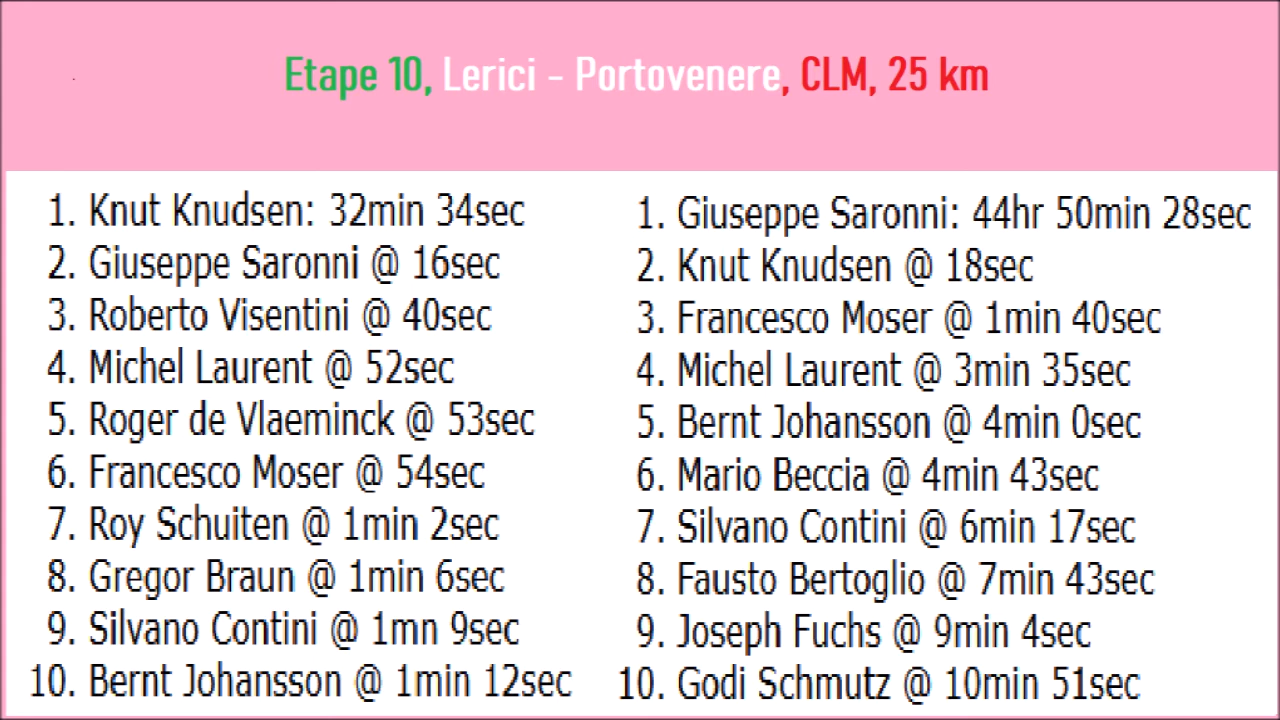 Etape 10, Lerici - Portovenere, CLM, 25 km
1. Knut Knudsen: 32min 34sec
2. Giuseppe Saronni @ 16sec
3. Roberto Visentini @ 40sec
4. Michel Laurent @ 52sec
5. Roger de Vlaeminck @ 53sec
6. Francesco Moser @ 54sec
7. Roy Schuiten @ 1min 2sec
8. Gregor Braun @ 1min 6sec
9. Silvano Contini @ 1mn 9sec
10. Bernt Johansson @ 1min 12sec
1. Giuseppe Saronni: 44hr 50min 28sec
2. Knut Knudsen @ 18sec
3. Francesco Moser @ 1min 40sec
4. Michel Laurent @ 3min 35sec
5. Bernt Johansson @ 4min 0sec
6. Mario Beccia @ 4min 43sec
7. Silvano Contini @ 6min 17sec
8. Fausto Bertoglio @ 7min 43sec
9. Joseph Fuchs @ 9min 4sec
10. Godi Schmutz @ 10min 51sec